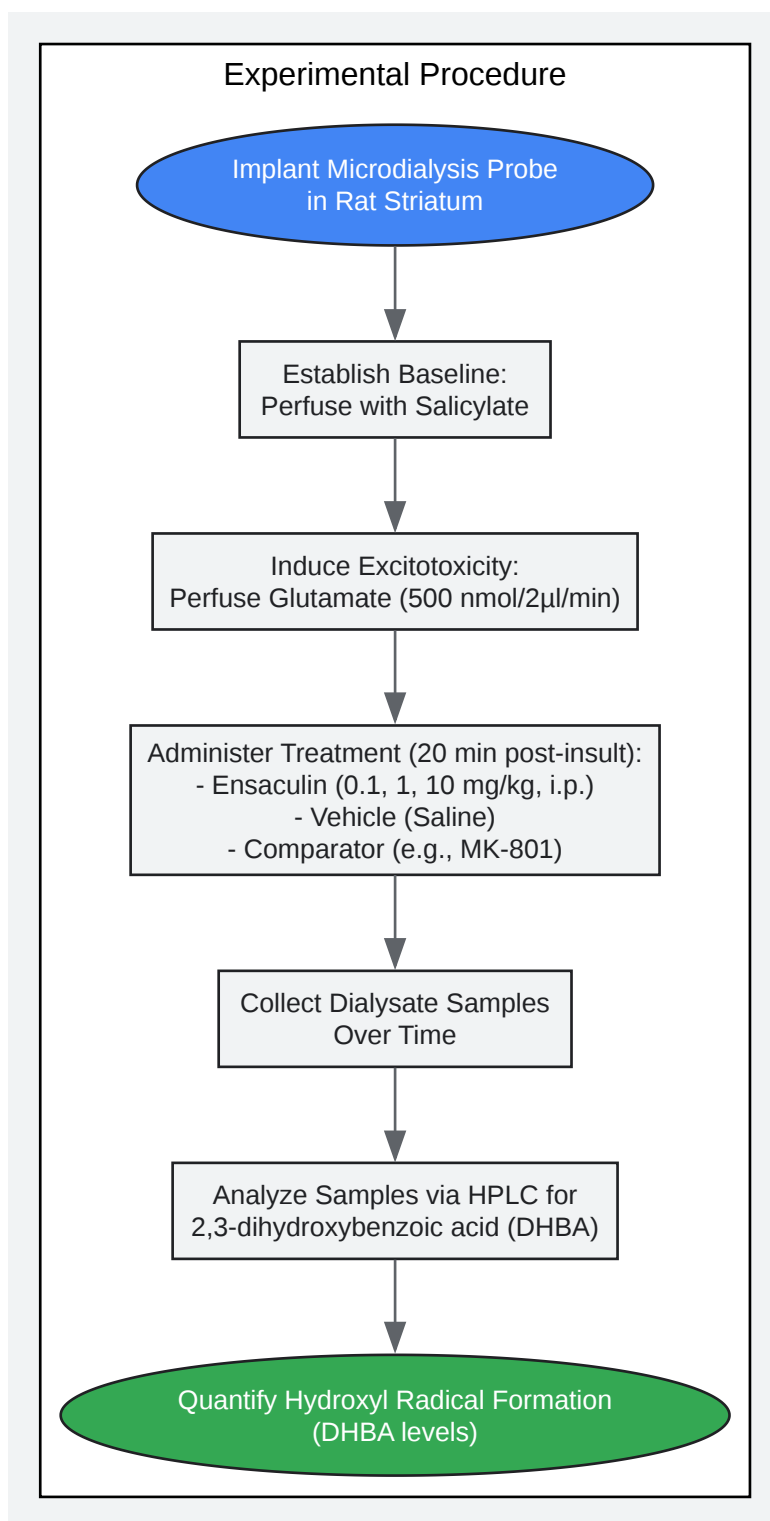 Experimental Procedure
Implant Microdialysis Probe
in Rat Striatum
Establish Baseline:
Perfuse with Salicylate
Induce Excitotoxicity:
Perfuse Glutamate (500 nmol/2µl/min)
Administer Treatment (20 min post-insult):
- Ensaculin (0.1, 1, 10 mg/kg, i.p.)
- Vehicle (Saline)
- Comparator (e.g., MK-801)
Collect Dialysate Samples
Over Time
Analyze Samples via HPLC for
2,3-dihydroxybenzoic acid (DHBA)
Quantify Hydroxyl Radical Formation
(DHBA levels)